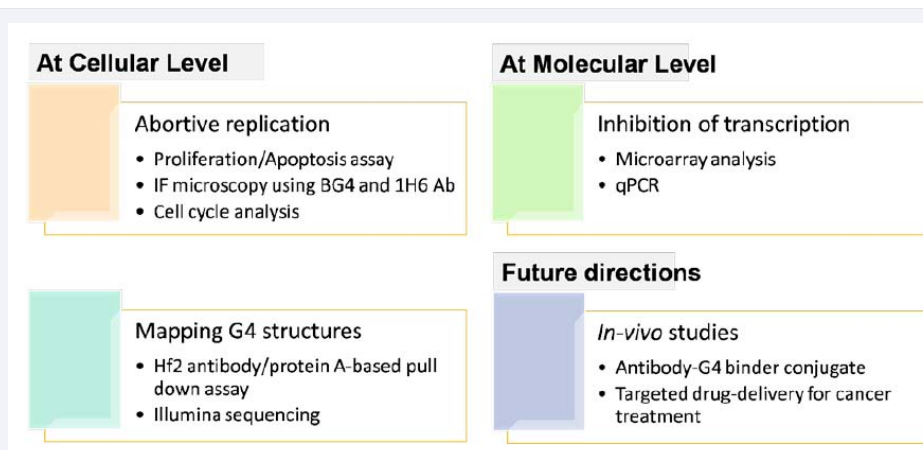 At Cellular Level
Abortive replication
• Proliferation/Apoptosis assay
• IF microscopy using BG4 and 1H6 Ab
• Cell cycle analysis
Mapping G4 structures
• Hf2 antibody/protein A-based pull
down assay
• Illumina sequencing
At Molecular Level
Inhibition of transcription
• Microarray analysis
• qPCR
Future directions
In-vivo studies
• Antibody-G4 binder conjugate
• Targeted drug-delivery for cancer
treatment